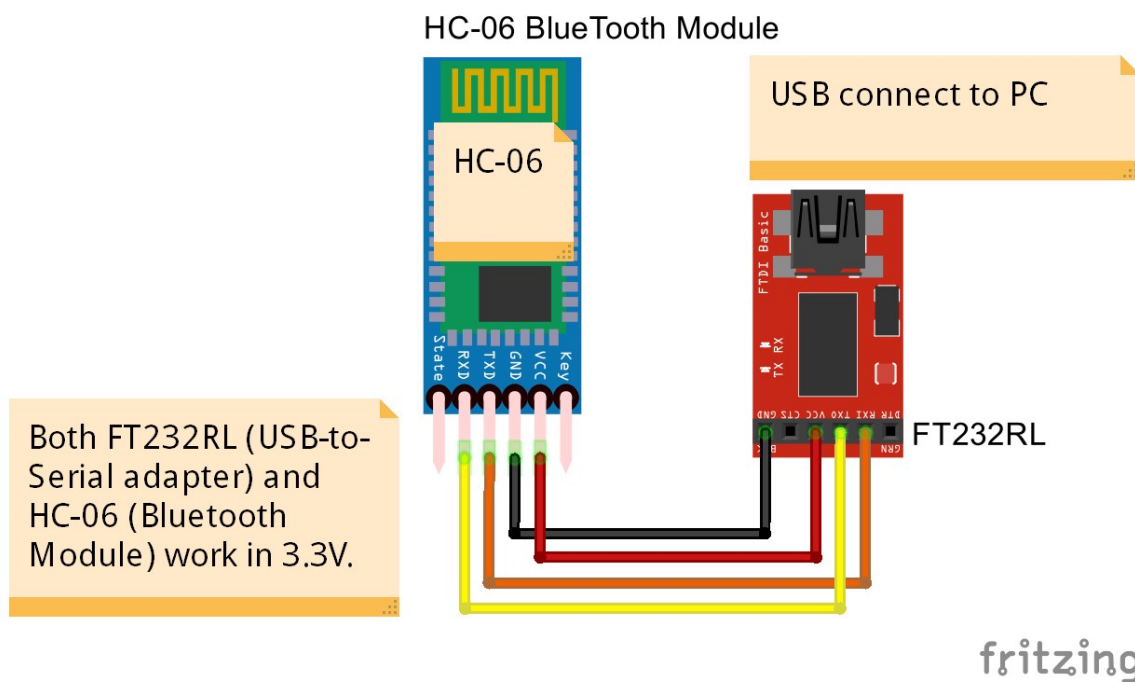 HC-06 BlueTooth Module
USB connect to PC
HC-06
FTDI Basic
TX RX
State
RXD
TXD
GND
VCC
Key
GND
CTS
VCC
TXO
RXI
DTR
GRN
FT232RL
Both FT232RL (USB-to-
Serial adapter) and
HC-06 (Bluetooth
Module) work in 3.3V.
fritzing